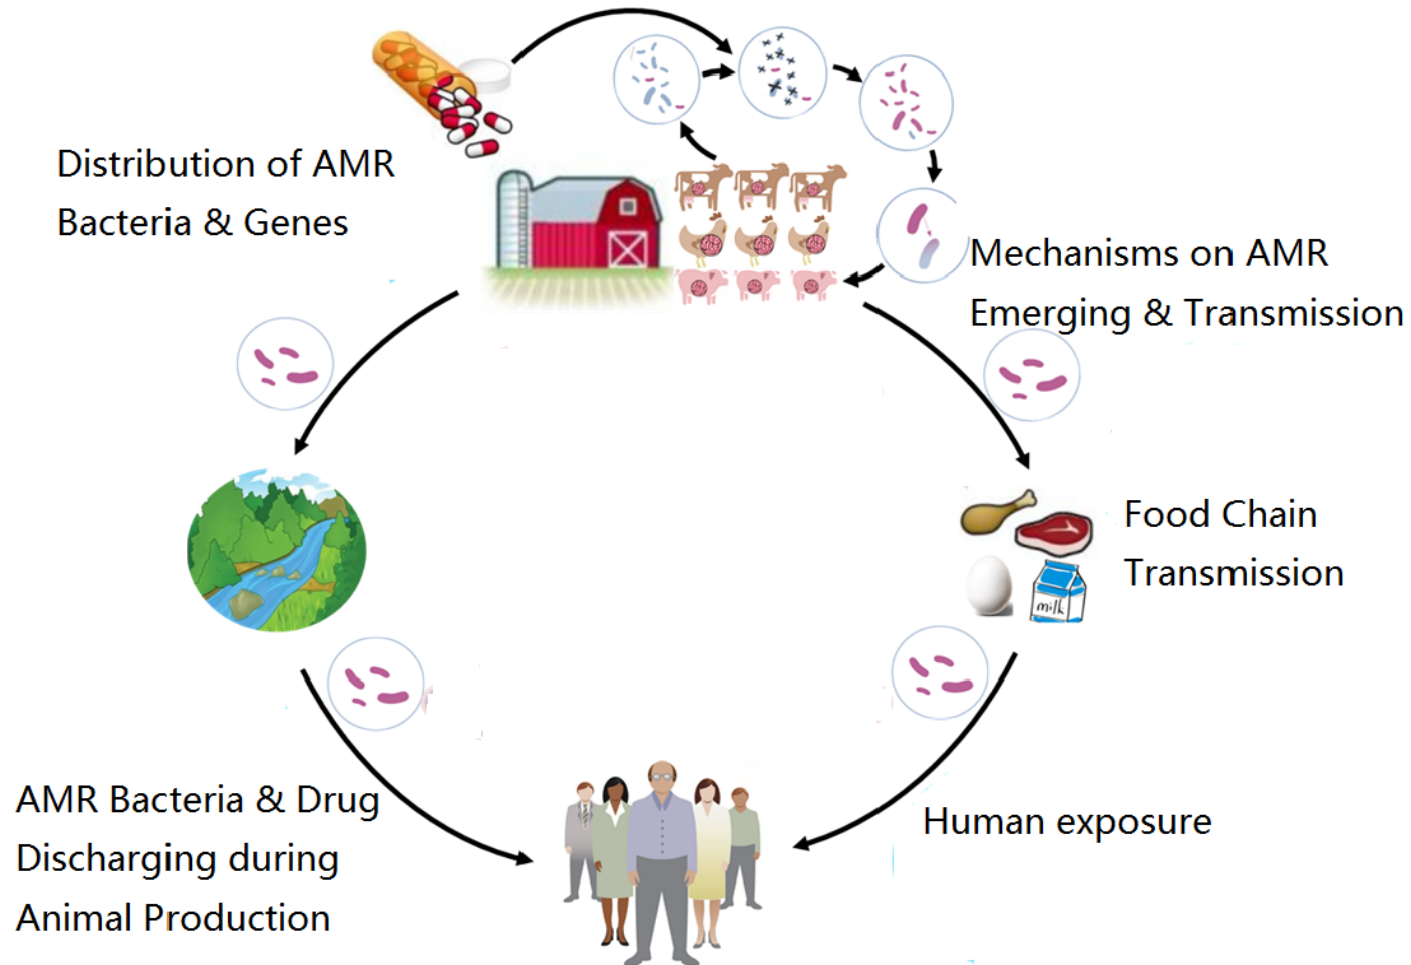 Distribution of AMR
Bacteria & Genes
Mechanisms on AMR
Emerging & Transmission
Food Chain
Transmission
milk
AMR Bacteria & Drug
Discharging during
Animal Production
Human exposure